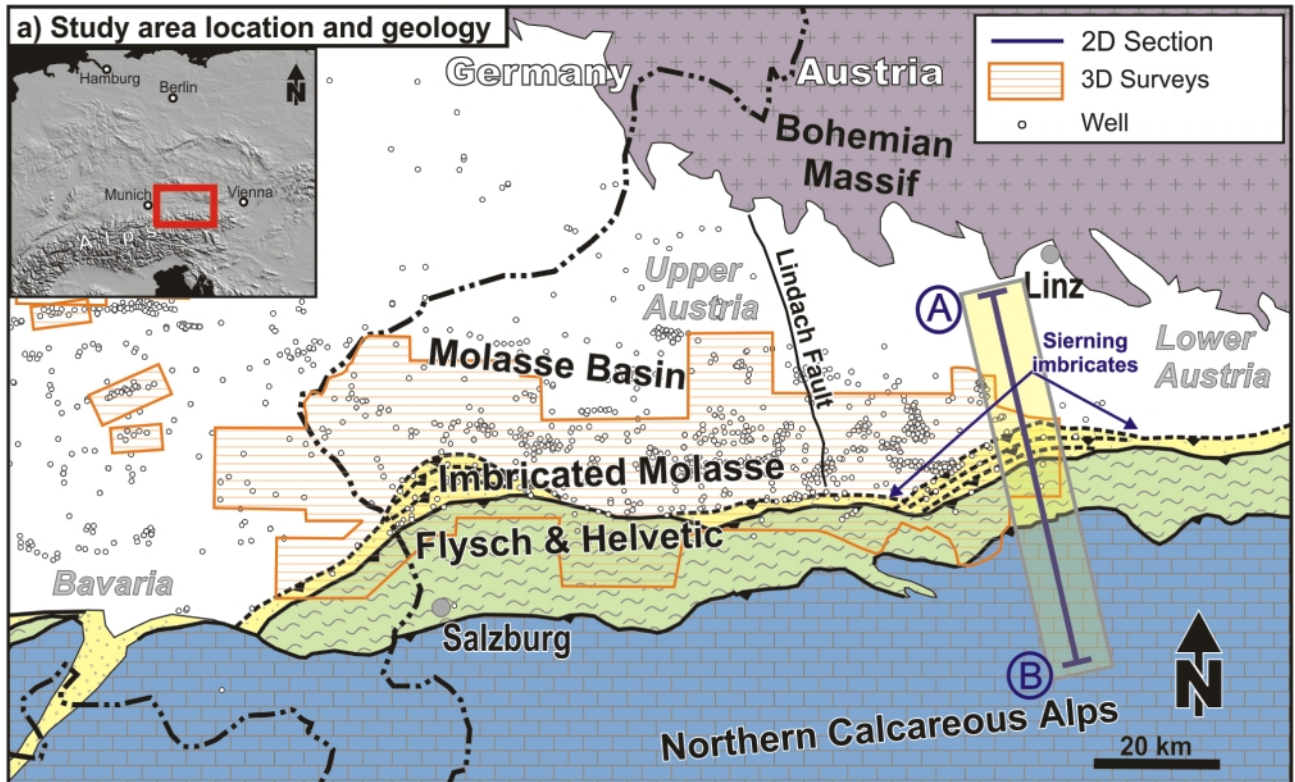 a) Study area location and geology
Hamburg
Berlin
N
Munich
Vienna
Alps
Germany
Austria
2D Section
3D Surveys
Well
Bohemian
Massif
Upper
Austria
Lindach Fault
Linz
A
Sierning
imbricates
Lower
Austria
Molasse Basin
Imbricated Molasse
Flysch & Helvetic
Bavaria
Salzburg
B
N
Northern Calcareous Alps
20 km